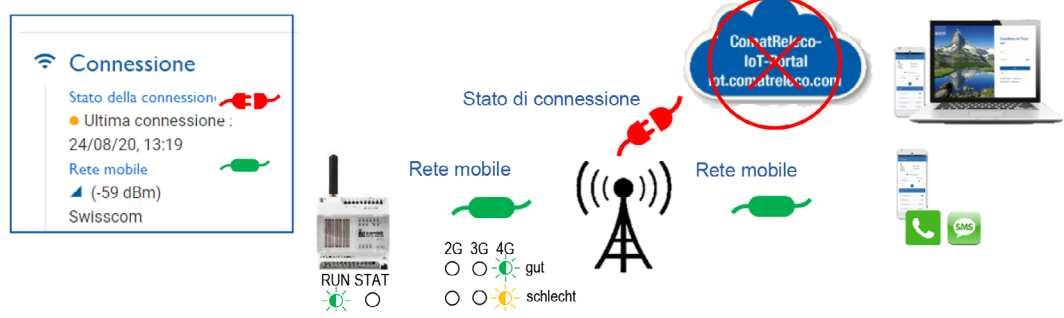 Connessione
Stato della connessione
Ultima connessione :
24/08/20, 13:19
Rete mobile
(-59 dBm)
Swisscom
RUN STAT
Rete mobile
2G 3G 4G
gut
schlecht
Stato di connessione
ComatReleco-
IoT-Portal
iot.comatreleco.com
Rete mobile
SMS